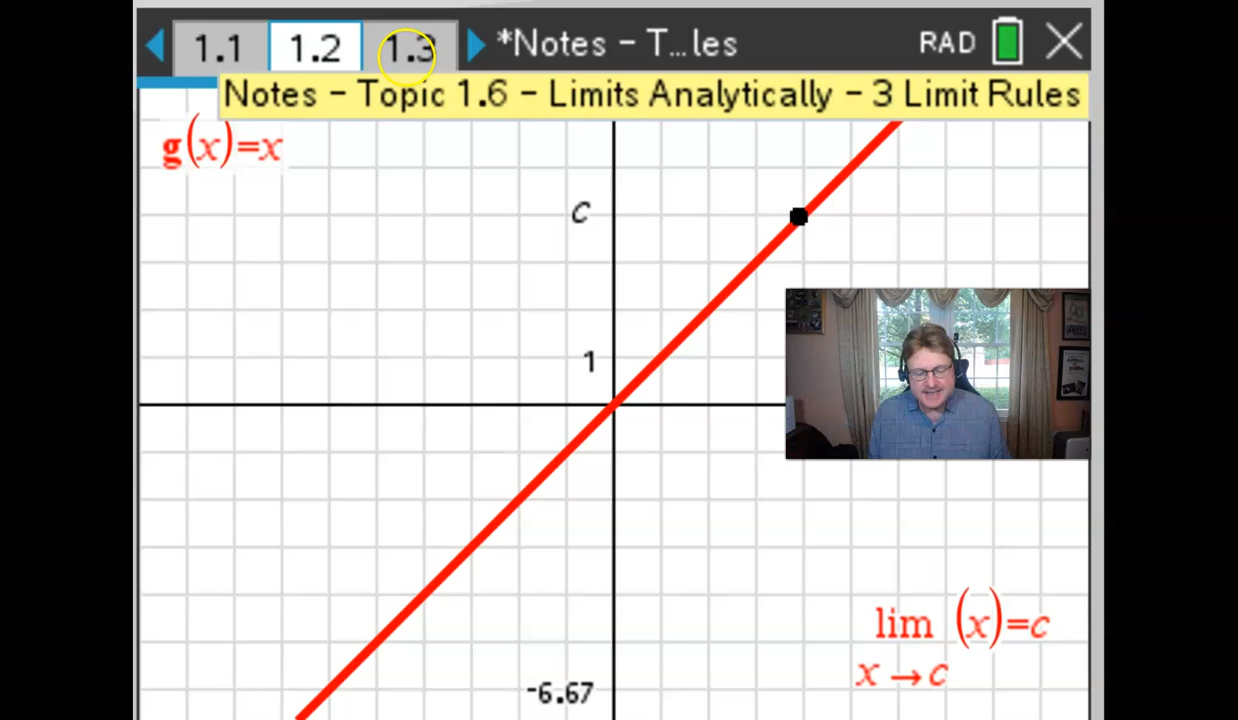 1.1 1.2 1.3 *Notes - T...les RAD
Notes - Topic 1.6 - Limits Analytically - 3 Limit Rules
g(x)=x
c
1
lim (x)=c
x→c
-6.67